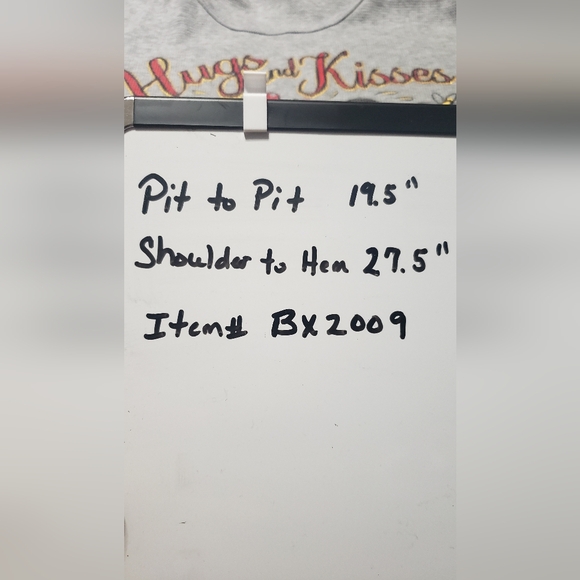 Hugs and Kisses
Pit to Pit 19.5"
Shoulder to Hem 27.5"
Item# BX2009